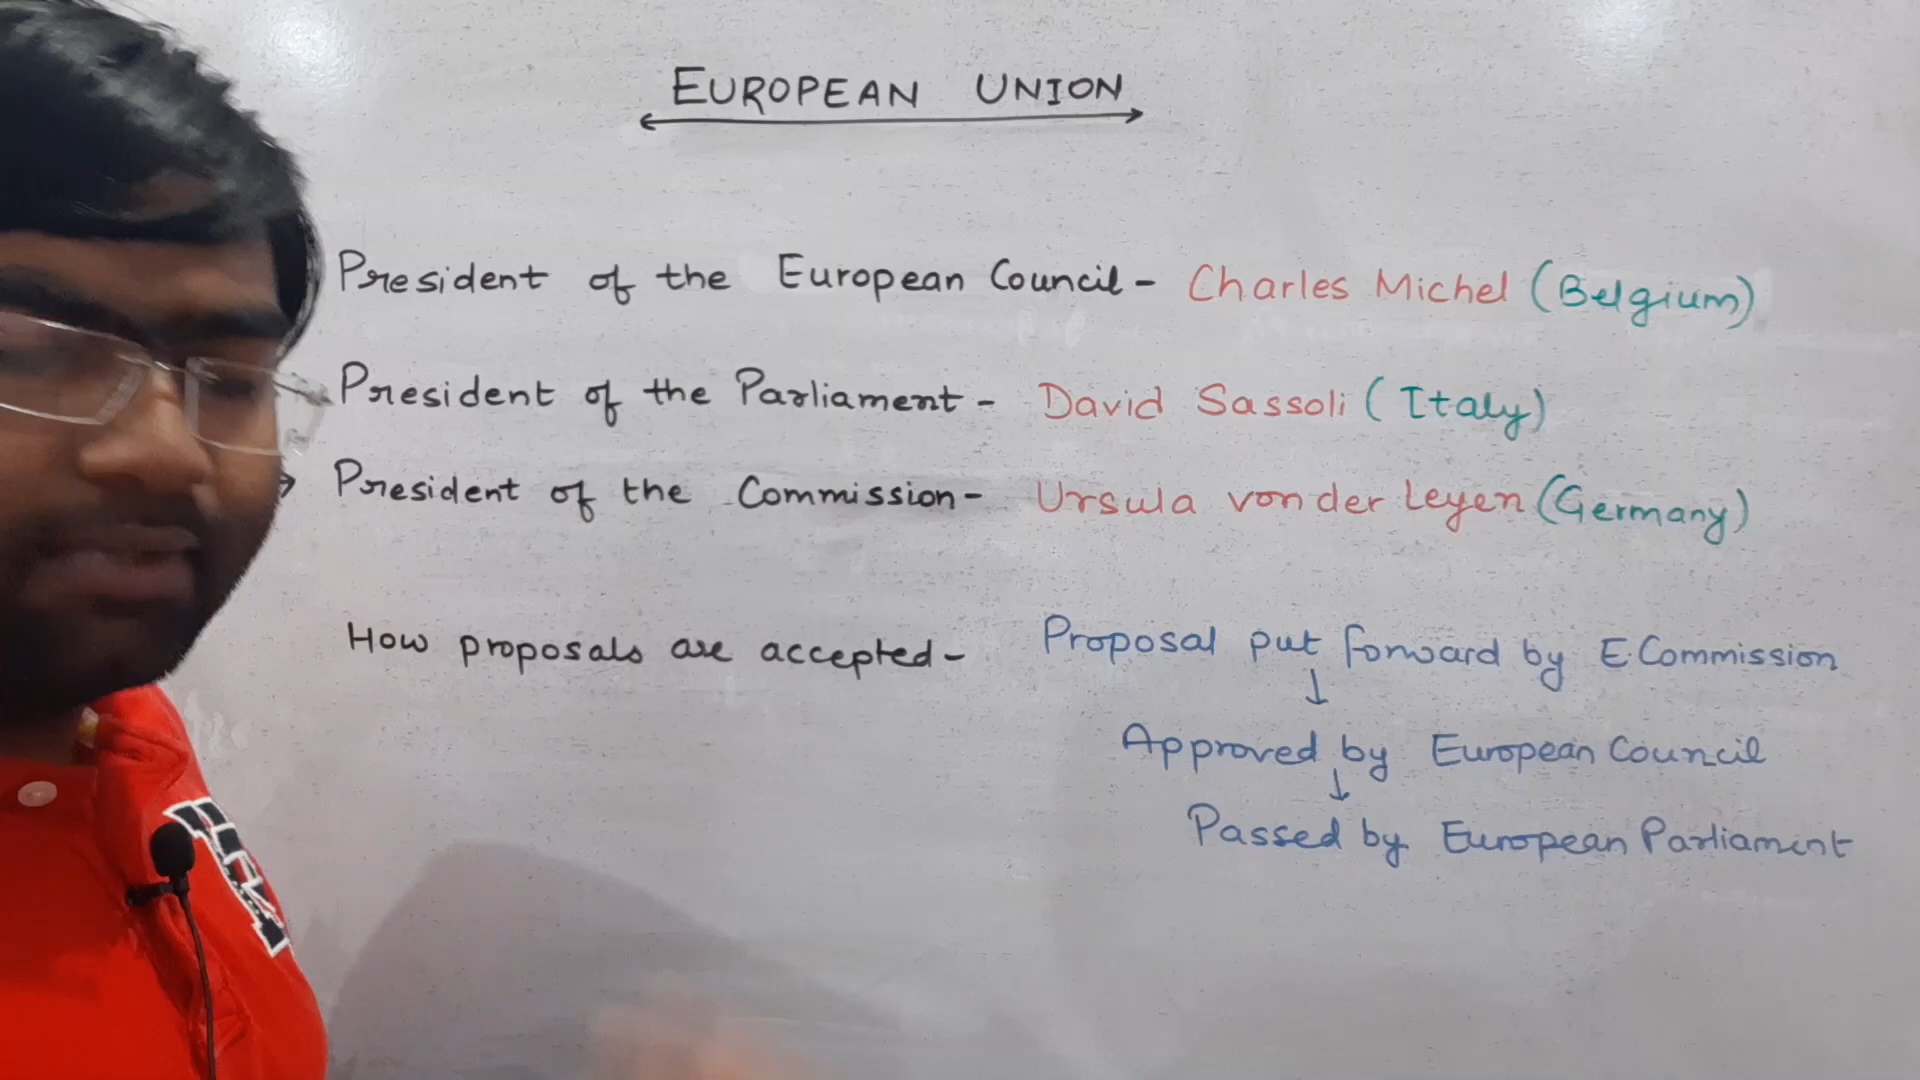 EUROPEAN UNION
President of the European Council - Charles Michel (Belgium)
President of the Parliament - David Sassoli (Italy)
→ President of the Commission - Ursula von der Leyen (Germany)
How proposals are accepted - Proposal put forward by E.Commission
↓
Approved by European Council
↓
Passed by European Parliament